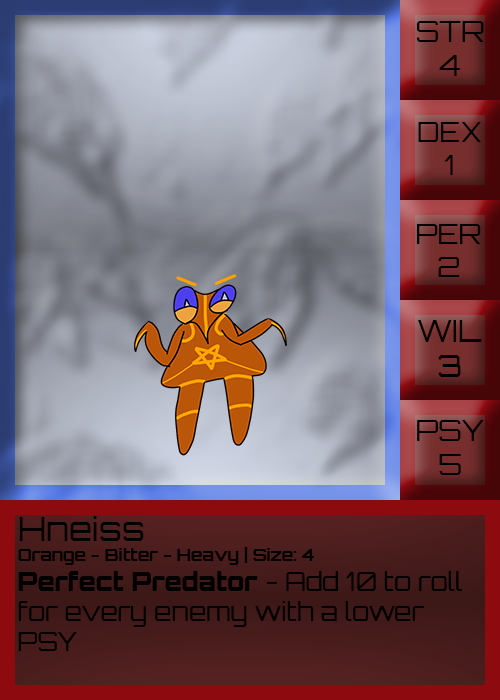 STR
4
DEX
1
PER
2
WIL
3
PSY
5
Hneiss
Orange - Bitter - Heavy | Size: 4
Perfect Predator - Add 10 to roll
for every enemy with a lower
PSY